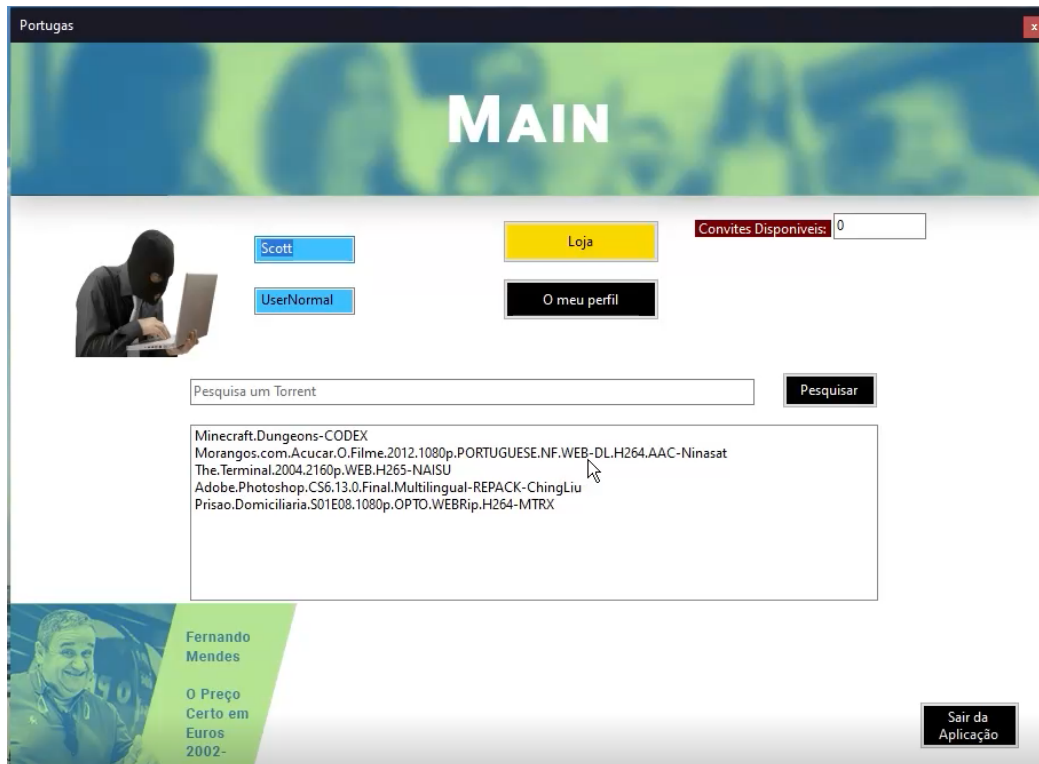 Portugas
x
MAIN
Scott
Loja
Convites Disponiveis:
0
UserNormal
O meu perfil
Pesquisa um Torrent
Pesquisar
Minecraft.Dungeons-CODEX
Morangos.com.Acucar.O.Filme.2012.1080p.PORTUGUESE.NF.WEB-DL.H264.AAC-Ninasat
The.Terminal.2004.2160p.WEB.H265-NAISU
Adobe.Photoshop.CS6.13.0.Final.Multilingual-REPACK-ChingLiu
Prisao.Domiciliaria.S01E08.1080p.OPTO.WEBRip.H264-MTRX
Fernando
Mendes
O Preço
Certo em
Euros
2002-
Sair da
Aplicação